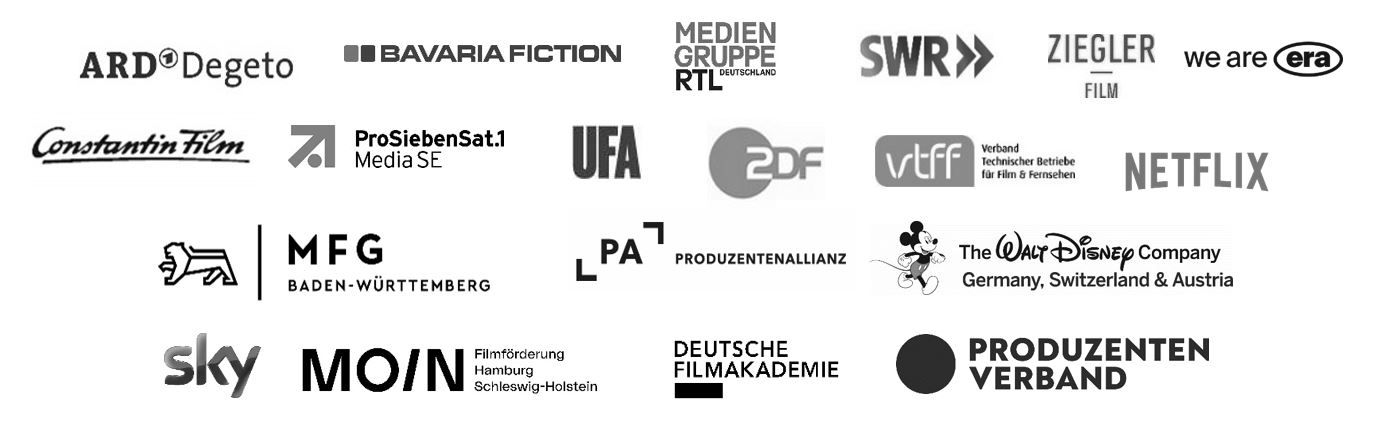 ARD Degeto
BAVARIA FICTION
MEDIEN
GRUPPE
RTL DEUTSCHLAND
SWR
ZIEGLER
FILM
we are era
Constantin Film
ProSiebenSat.1
Media SE
UFA
ZDF
vtff
Verband
Technischer Betriebe
für Film & Fernsehen
NETFLIX
MFG
BADEN-WÜRTTEMBERG
PA
PRODUZENTENALLIANZ
The WALT DISNEY Company
Germany, Switzerland & Austria
sky
MOIN
Filmförderung
Hamburg
Schleswig-Holstein
DEUTSCHE
FILMAKADEMIE
PRODUZENTEN
VERBAND